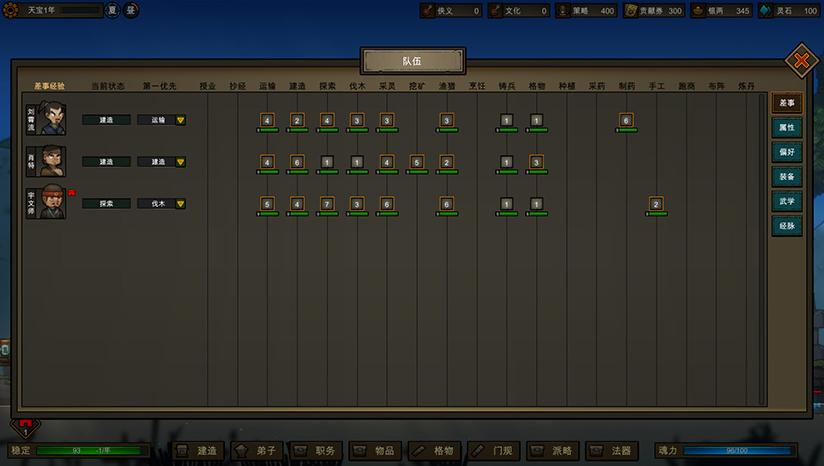 天宝1年 夏 昼 侠义 0 文化 0 策略 400 贡献券 300 银两 345 灵石 100
队伍
差事经验 当前状态 第一优先 授业 抄经 运输 建造 探索 伐木 采灵 挖矿 渔猎 烹饪 铸兵 格物 种植 采药 制药 手工 跑商 布阵 炼丹
刘霄流 建造 运输 4 2 4 3 3 3 1 1 6
肖特 建造 建造 4 6 1 1 4 5 2 1 3
宇文师 探索 伐木 5 4 7 3 6 6 1 1 2
差事
属性
偏好
装备
武学
经脉
1
稳定 93 -1/年 建造 弟子 职务 物品 格物 门规 派略 法器 魂力 96/100